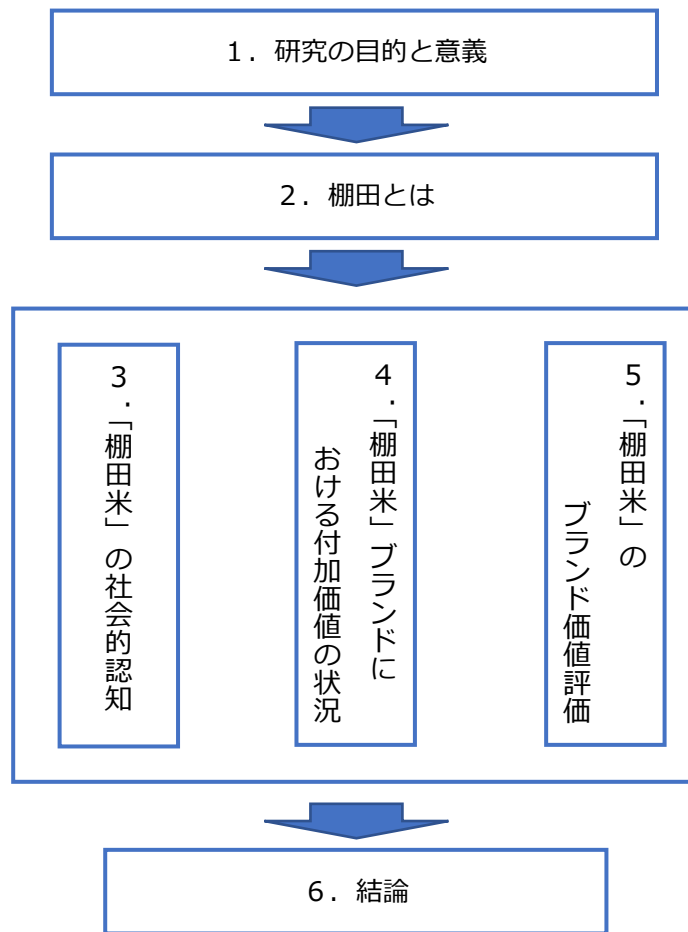 1．研究の目的と意義
2．棚田とは
3．「棚田米」の社会的認知
4．「棚田米」ブランドに
おける付加価値の状況
5．「棚田米」の
ブランド価値評価
6．結論